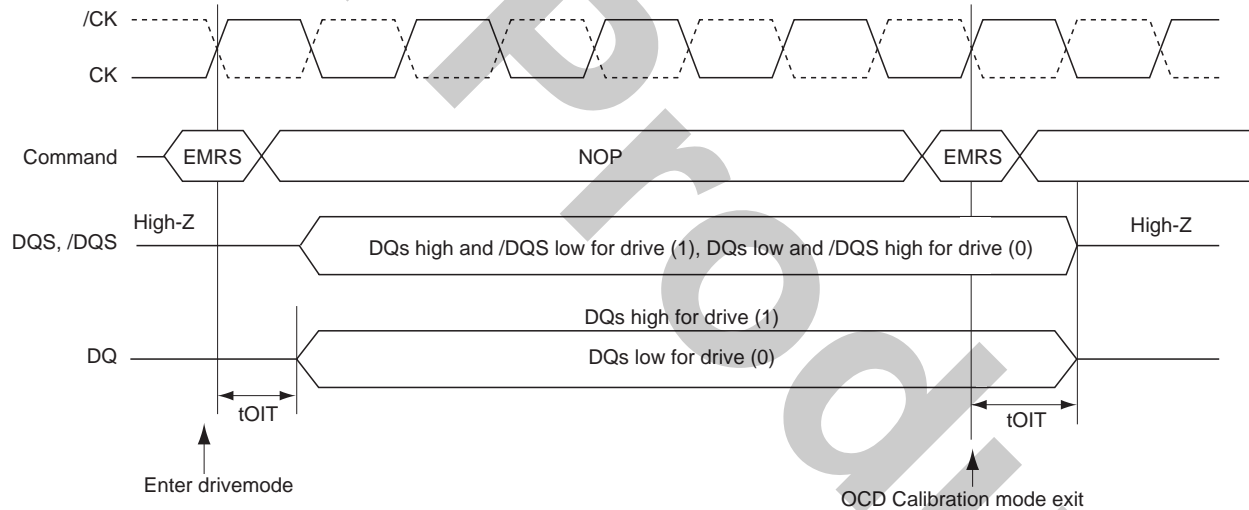 /CK
CK
Command
EMRS
NOP
EMRS
High-Z
High-Z
DQS, /DQS
DQs high and /DQS low for drive (1), DQs low and /DQS high for drive (0)
DQs high for drive (1)
DQ
DQs low for drive (0)
tOIT
tOIT
Enter drivemode
OCD Calibration mode exit